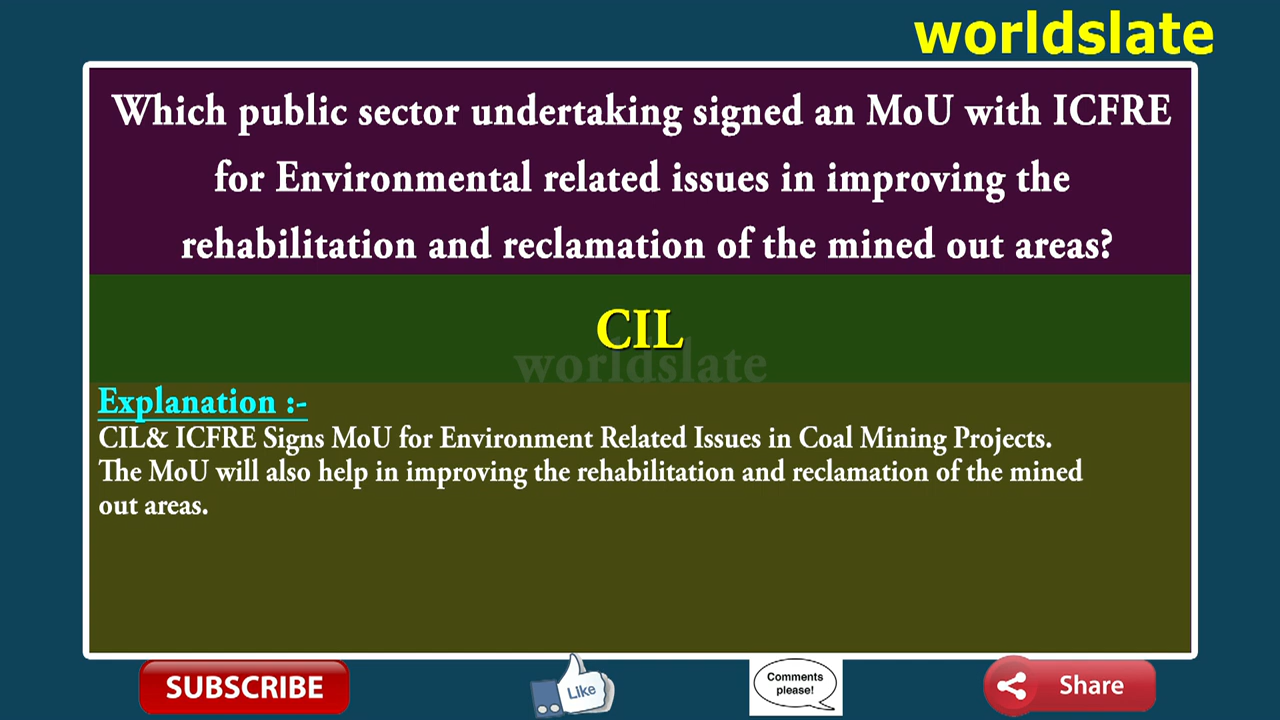 worldslate
Which public sector undertaking signed an MoU with ICFRE
for Environmental related issues in improving the
rehabilitation and reclamation of the mined out areas?
CIL
worldslate
Explanation :-
CIL& ICFRE Signs MoU for Environment Related Issues in Coal Mining Projects.
The MoU will also help in improving the rehabilitation and reclamation of the mined
out areas.
SUBSCRIBE
Like
Comments
please!
Share